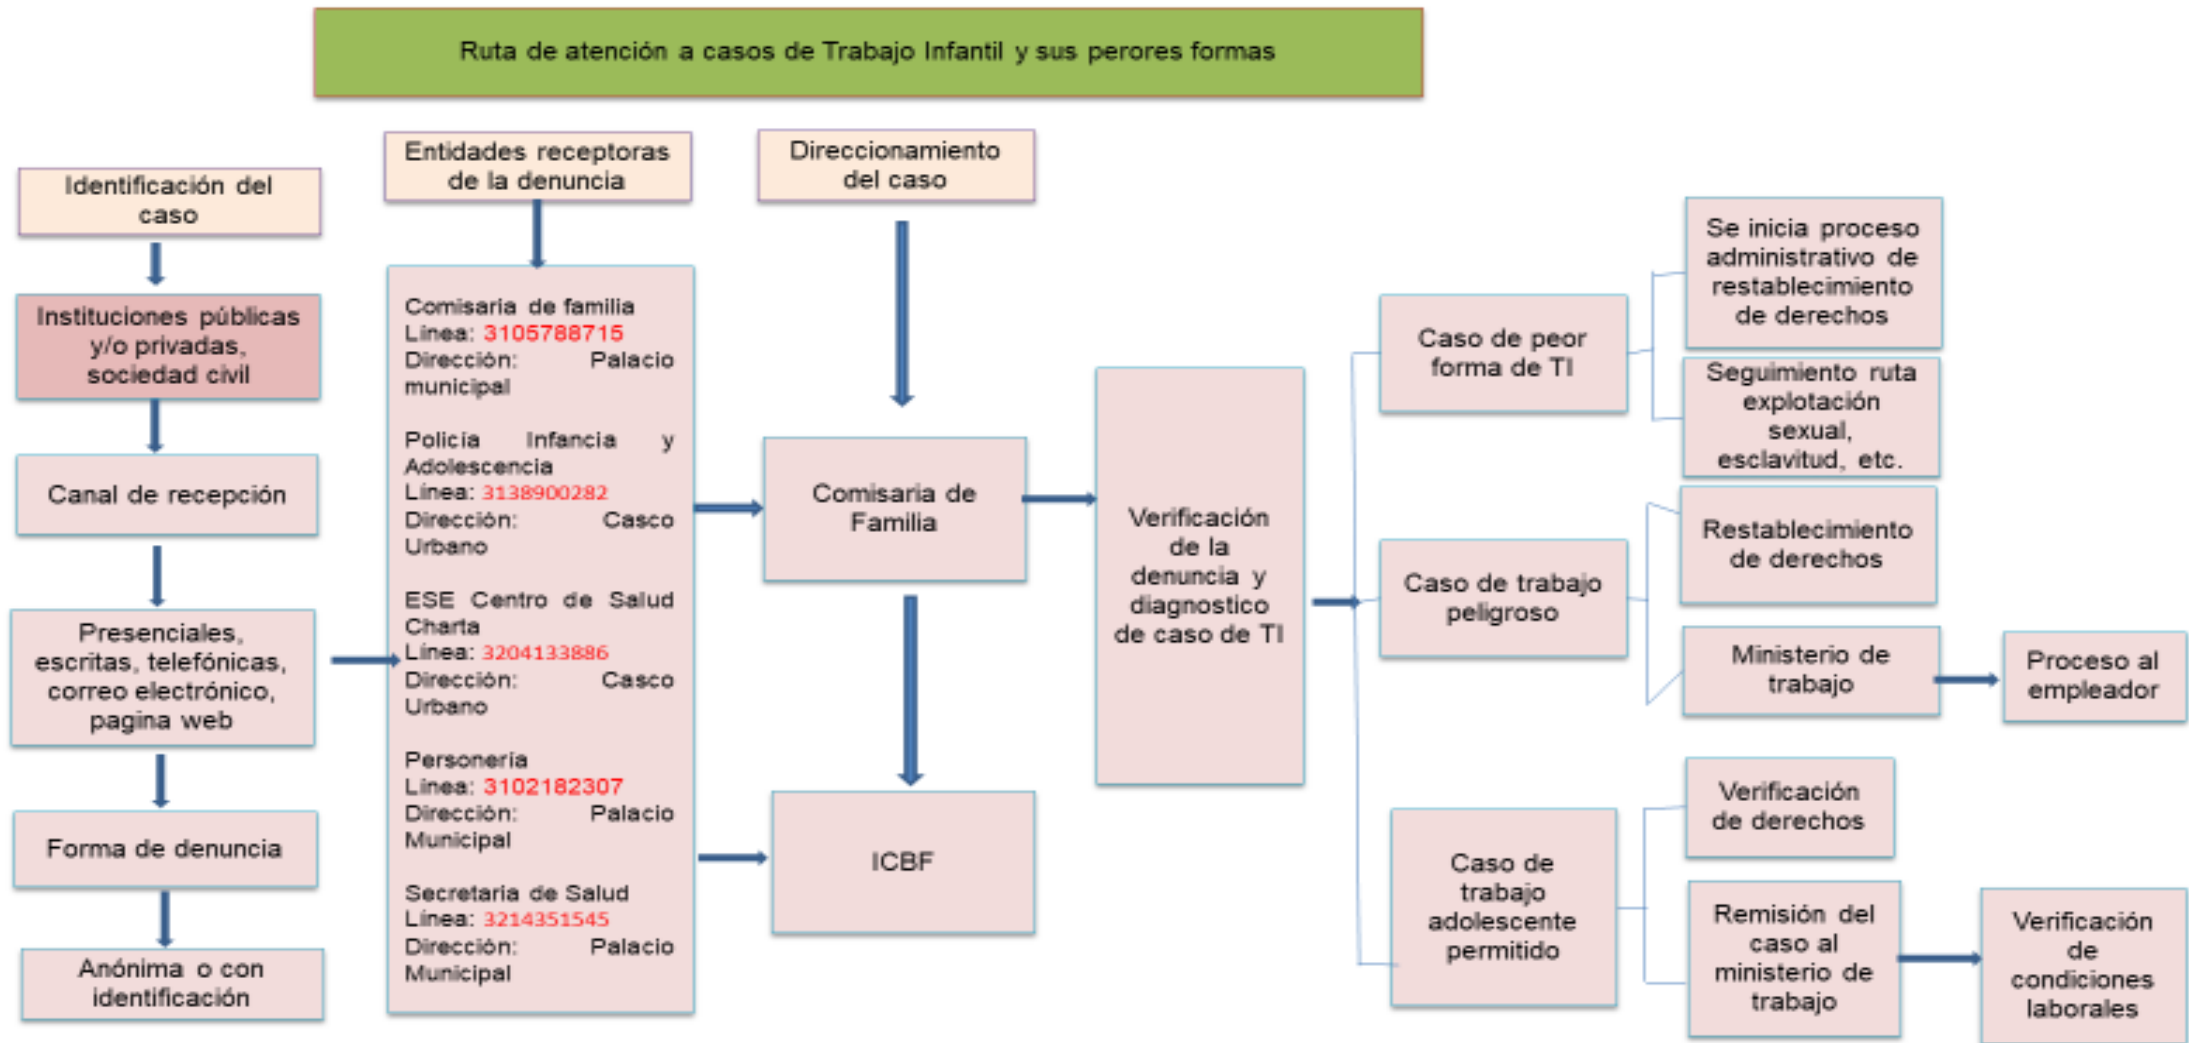 Ruta de atención a casos de Trabajo Infantil y sus perores formas
Identificación del
caso
Instituciones públicas
y/o privadas,
sociedad civil
Canal de recepción
Presenciales,
escritas, telefónicas,
correo electrónico,
pagina web
Forma de denuncia
Anónima o con
identificación
Entidades receptoras
de la denuncia
Comisaria de familia
Línea: 3105788715
Dirección: Palacio
municipal
Policía Infancia y
Adolescencia
Línea: 3138900282
Dirección: Casco
Urbano
ESE Centro de Salud
Charta
Línea: 3204133886
Dirección: Casco
Urbano
Personería
Línea: 3102182307
Dirección: Palacio
Municipal
Secretaria de Salud
Línea: 3214351545
Dirección: Palacio
Municipal
Direccionamiento
del caso
Comisaria de
Familia
ICBF
Verificación
de la
denuncia y
diagnostico
de caso de TI
Caso de peor
forma de TI
Se inicia proceso
administrativo de
restablecimiento
de derechos
Seguimiento ruta
explotación
sexual,
esclavitud, etc.
Caso de trabajo
peligroso
Restablecimiento
de derechos
Ministerio de
trabajo
Proceso al
empleador
Caso de
trabajo
adolescente
permitido
Verificación
de derechos
Remisión del
caso al
ministerio de
trabajo
Verificación
de
condiciones
laborales